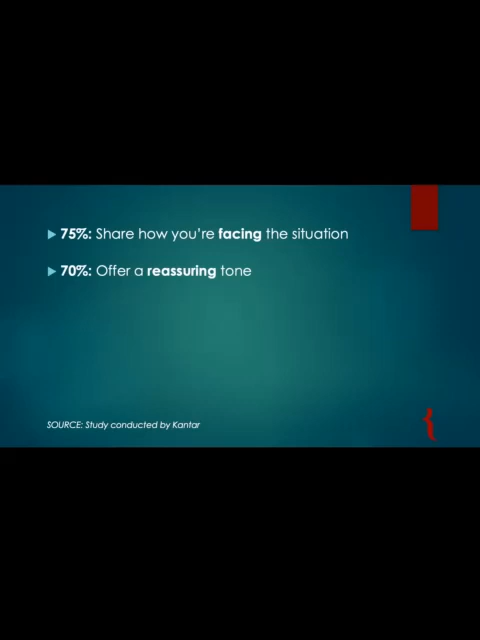 75%: Share how you're facing the situation
70%: Offer a reassuring tone
SOURCE: Study conducted by Kantar
{